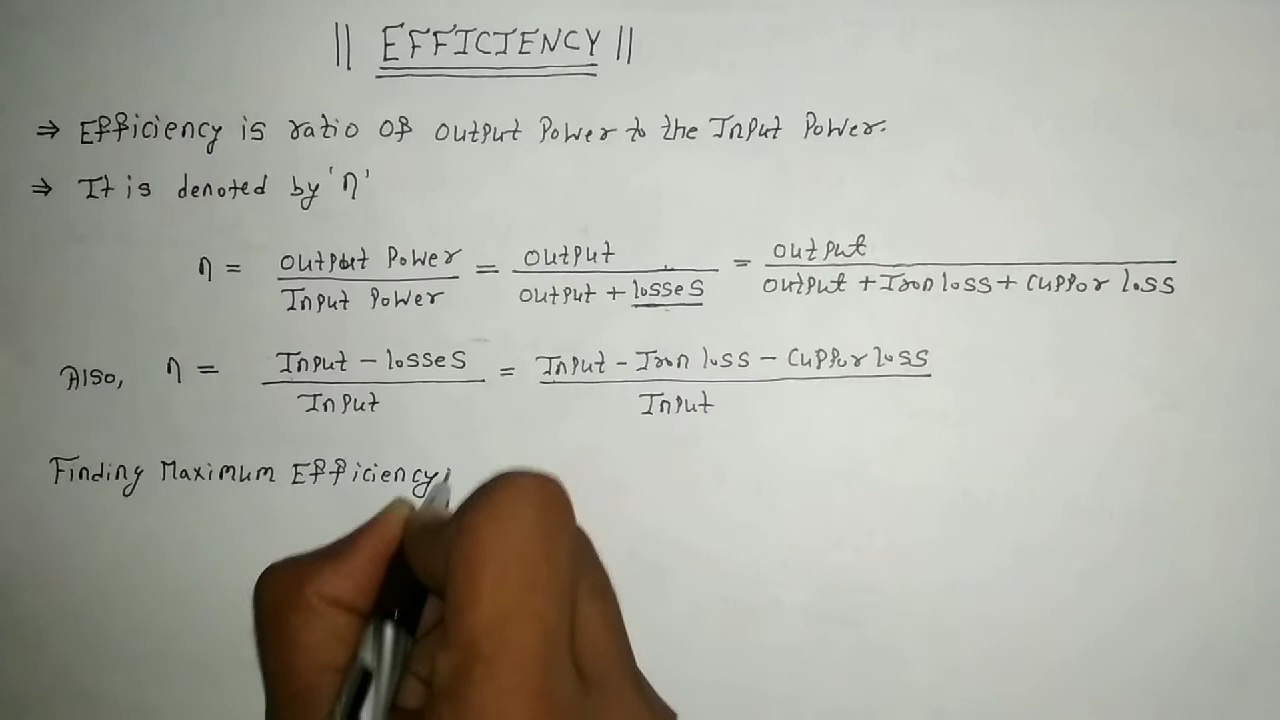 || EFFICIENCY ||
⇒ Efficiency is ratio of output Power to the Input Power.
⇒ It is denoted by 'η'
η = Output Power / Input Power = Output / Output + losses = Output / Output + Iron loss + Cuppor loss
Also, η = Input - losses / Input = Input - Iron loss - Cuppor loss / Input
Finding Maximum Efficiency,